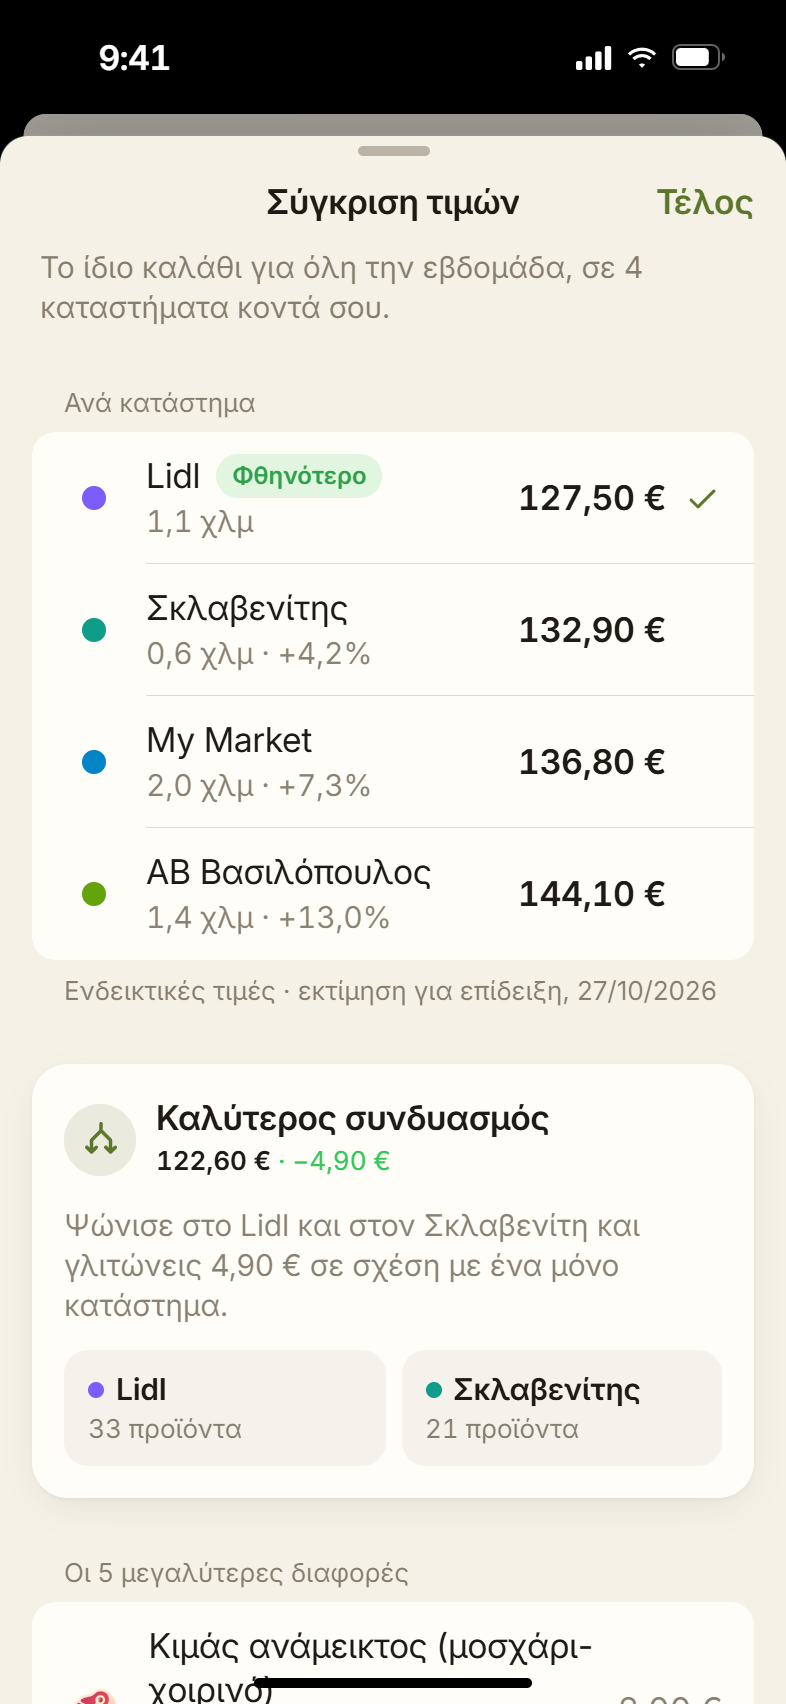 9:41
Σύγκριση τιμών
Τέλος
Το ίδιο καλάθι για όλη την εβδομάδα, σε 4
καταστήματα κοντά σου.
Ανά κατάστημα
Lidl Φθηνότερο
1,1 χλμ
127,50 €
Σκλαβενίτης
0,6 χλμ · +4,2%
132,90 €
My Market
2,0 χλμ · +7,3%
136,80 €
ΑΒ Βασιλόπουλος
1,4 χλμ · +13,0%
144,10 €
Ενδεικτικές τιμές · εκτίμηση για επίδειξη, 27/10/2026
Καλύτερος συνδυασμός
122,60 € · −4,90 €
Ψώνισε στο Lidl και στον Σκλαβενίτη και
γλιτώνεις 4,90 € σε σχέση με ένα μόνο
κατάστημα.
Lidl
33 προϊόντα
Σκλαβενίτης
21 προϊόντα
Οι 5 μεγαλύτερες διαφορές
Κιμάς ανάμεικτος (μοσχάρι-
χοιρινό)